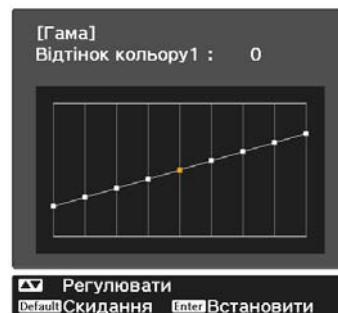 [Гама]
Відтінок кольору1 : 0
Регулювати
Default Скидання Enter Встановити